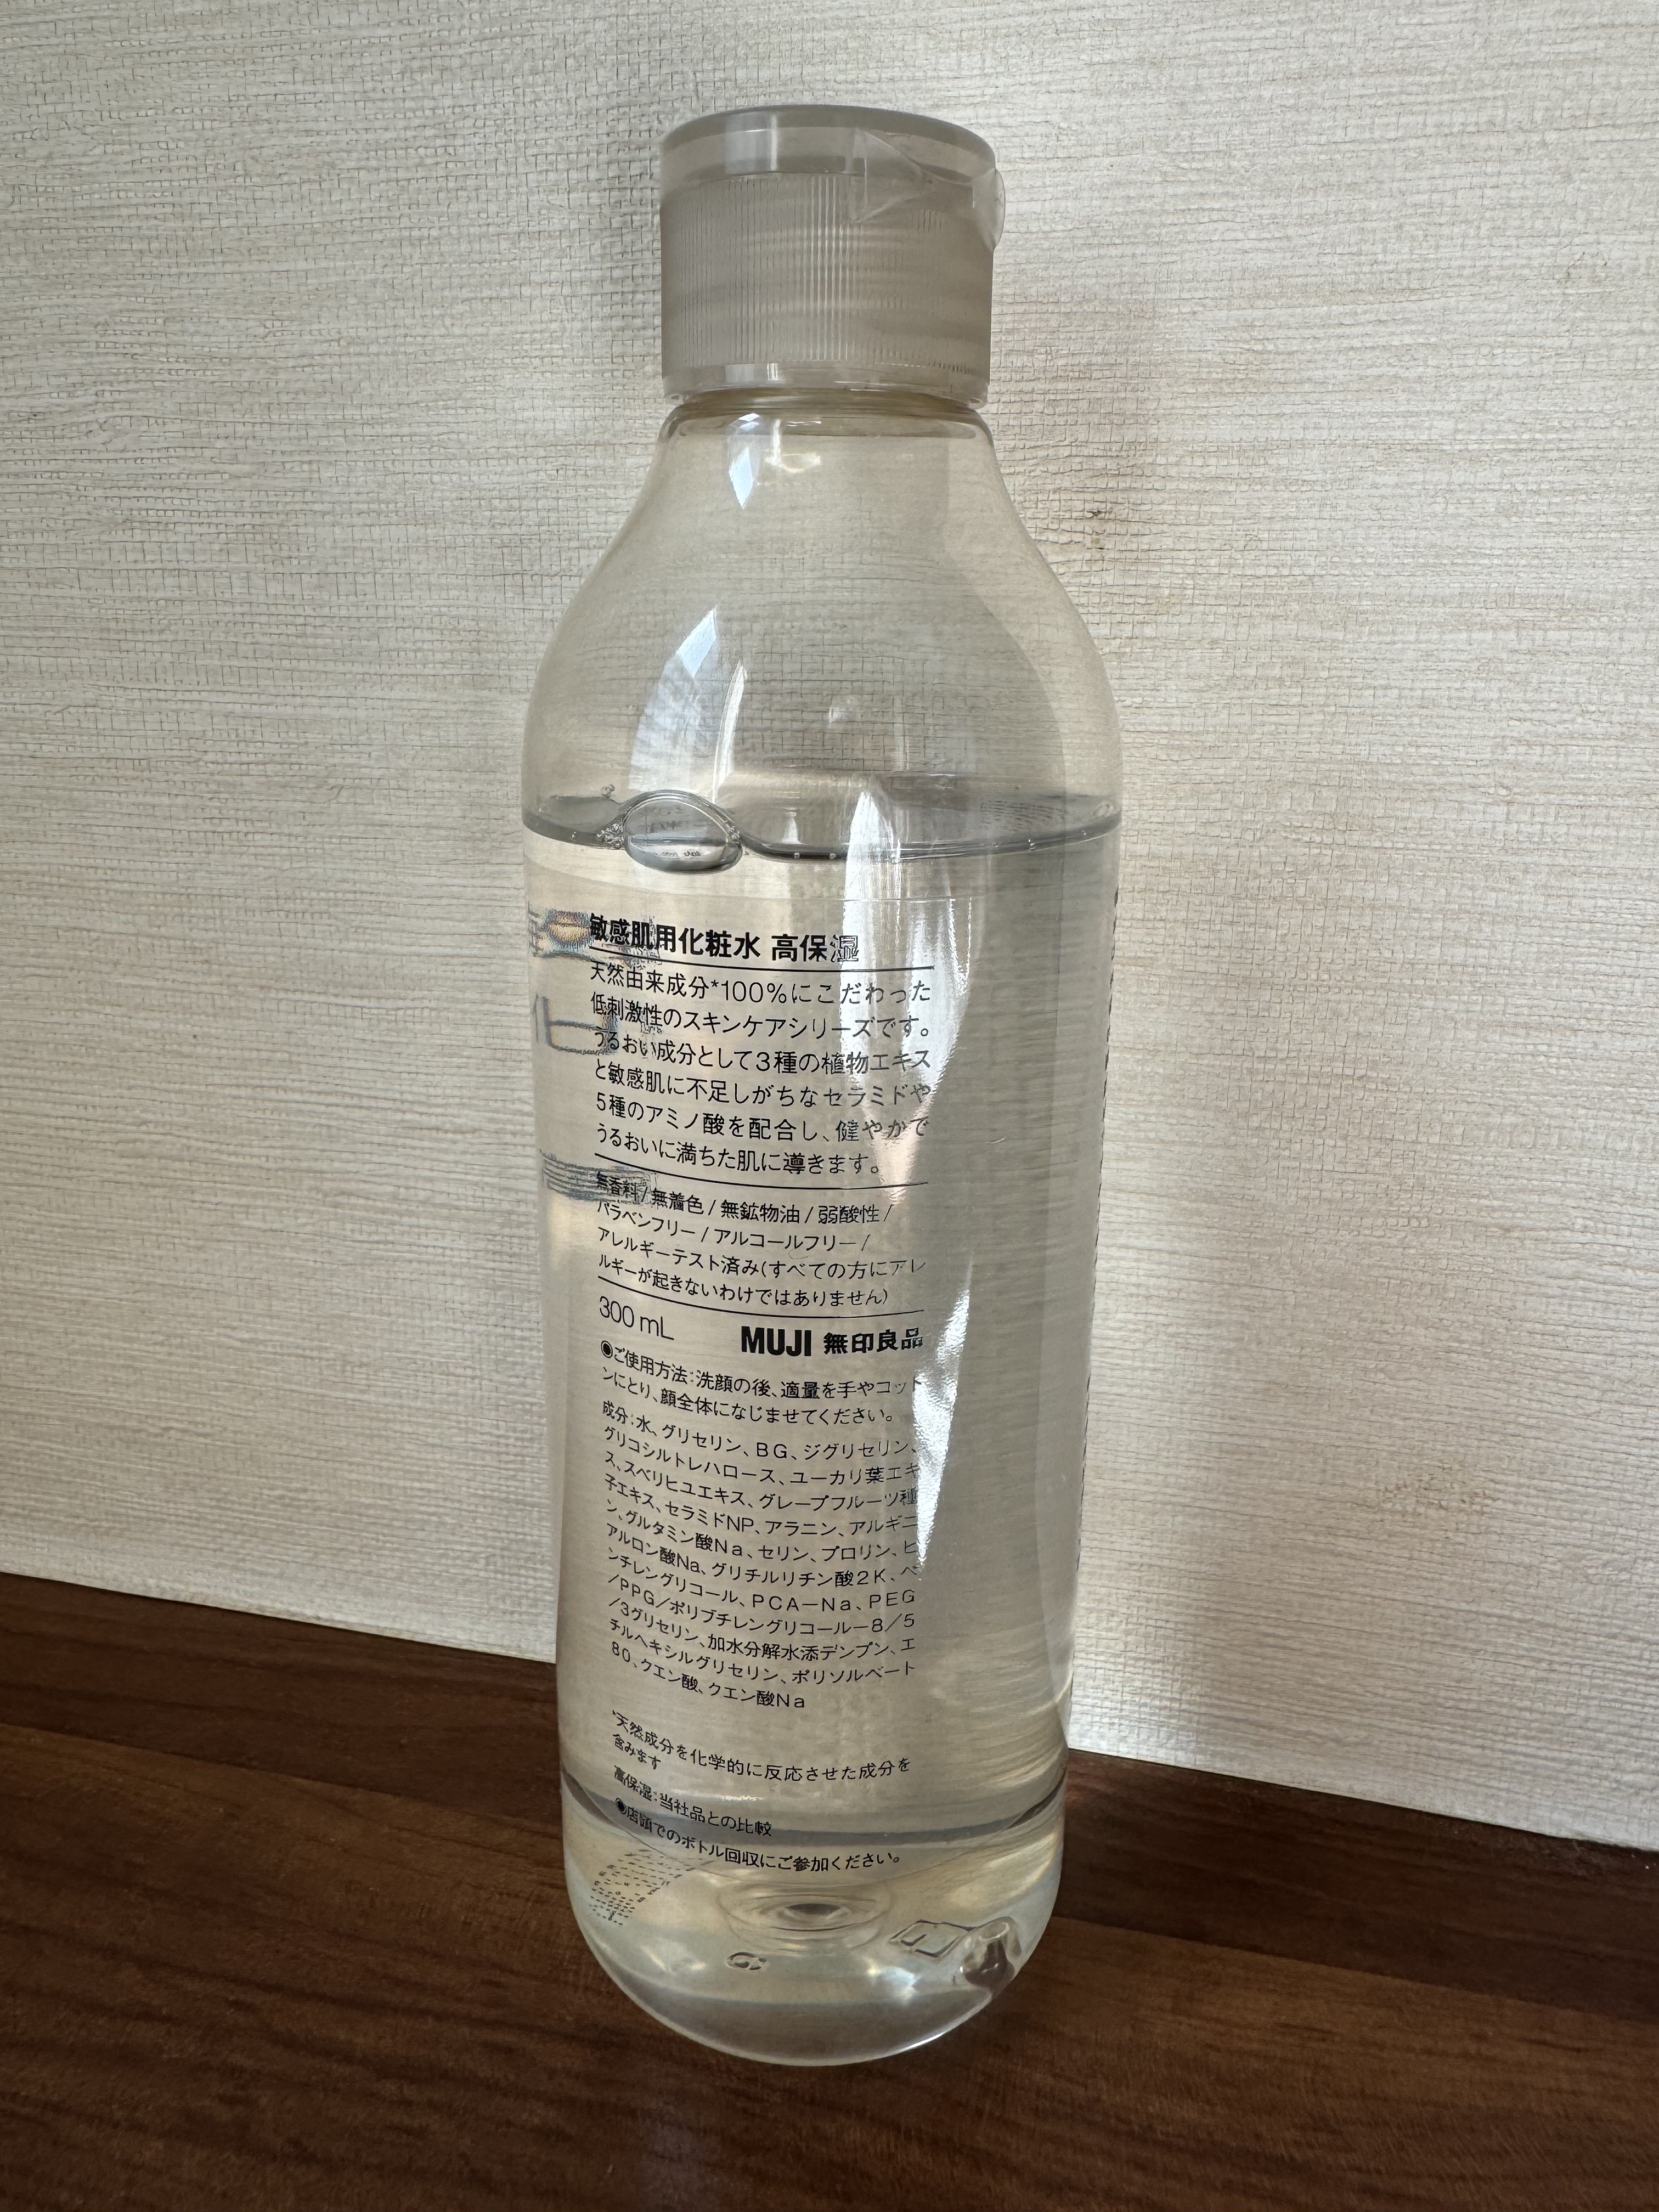 敏感肌用化粧水 高保湿
天然由来成分*100%にこだわった
低刺激性のスキンケアシリーズです。
うるおい成分として3種の植物エキス
と敏感肌に不足しがちなセラミドや
5種のアミノ酸を配合し、健やかで
うるおいに満ちた肌に導きます。
無香料/無着色/無鉱物油/弱酸性/
パラベンフリー/アルコールフリー/
アレルギーテスト済み(すべての方にアレ
ルギーが起きないわけではありません)
300mL MUJI 無印良品
◉ご使用方法:洗顔の後、適量を手やコット
ンにとり、顔全体になじませてください。
成分:水、グリセリン、BG、ジグリセリン、
グリコシルトレハロース、ユーカリ葉エキ
ス、スベリヒユエキス、グレープフルーツ種
子エキス、セラミドNP、アラニン、アルギニ
ン、グルタミン酸Na、セリン、プロリン、ヒ
アルロン酸Na、グリチルリチン酸2K、ペ
ンチレングリコール、PCA－Na、PEG
/PPG/ポリブチレングリコール－8/5
/3グリセリン、加水分解水添デンプン、エ
チルヘキシルグリセリン、ポリソルベート
80、クエン酸、クエン酸Na
*天然成分を化学的に反応させた成分を
含みます
高保湿:当社品との比較
◉店頭でのボトル回収にご参加ください。
6